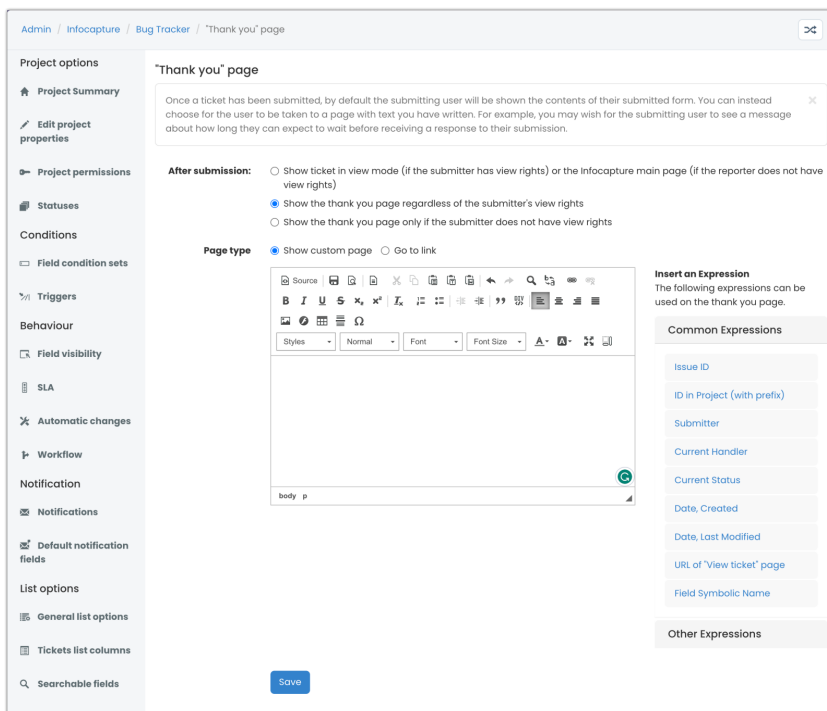 Admin / Infocapture / Bug Tracker / "Thank you" page
Project options
Project Summary
Edit project
properties
Project permissions
Statuses
Conditions
Field condition sets
Triggers
Behaviour
Field visibility
SLA
Automatic changes
Workflow
Notification
Notifications
Default notification
fields
List options
General list options
Tickets list columns
Searchable fields
"Thank you" page
Once a ticket has been submitted, by default the submitting user will be shown the contents of their submitted form. You can instead
choose for the user to be taken to a page with text you have written. For example, you may wish for the submitting user to see a message
about how long they can expect to wait before receiving a response to their submission.
After submission:
Show ticket in view mode (if the submitter has view rights) or the Infocapture main page (if the reporter does not have
view rights)
Show the thank you page regardless of the submitter's view rights
Show the thank you page only if the submitter does not have view rights
Page type
Show custom page Go to link
Source
Styles Normal Font Font Size
body p
Insert an Expression
The following expressions can be
used on the thank you page.
Common Expressions
Issue ID
ID in Project (with prefix)
Submitter
Current Handler
Current Status
Date, Created
Date, Last Modified
URL of "View ticket" page
Field Symbolic Name
Other Expressions
Save